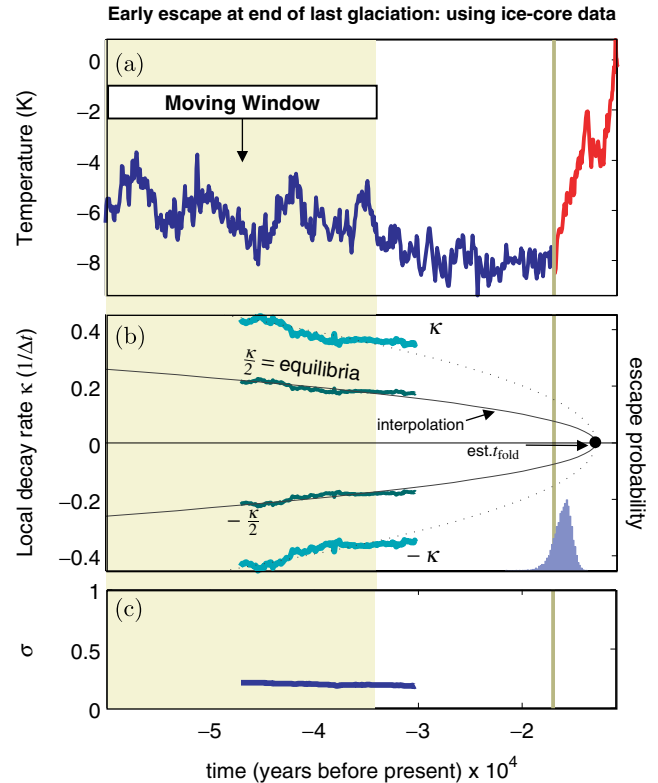 Early escape at end of last glaciation: using ice-core data
(a)
Moving Window
Temperature (K)
0
−2
−4
−6
−8
(b)
κ
κ/2 = equilibria
interpolation
est.t_fold
− κ/2
− κ
Local decay rate κ (1/Δt)
0.4
0.2
0
−0.2
−0.4
escape probability
(c)
σ
1
0.5
0
−5
−4
−3
−2
time (years before present) x 10^4